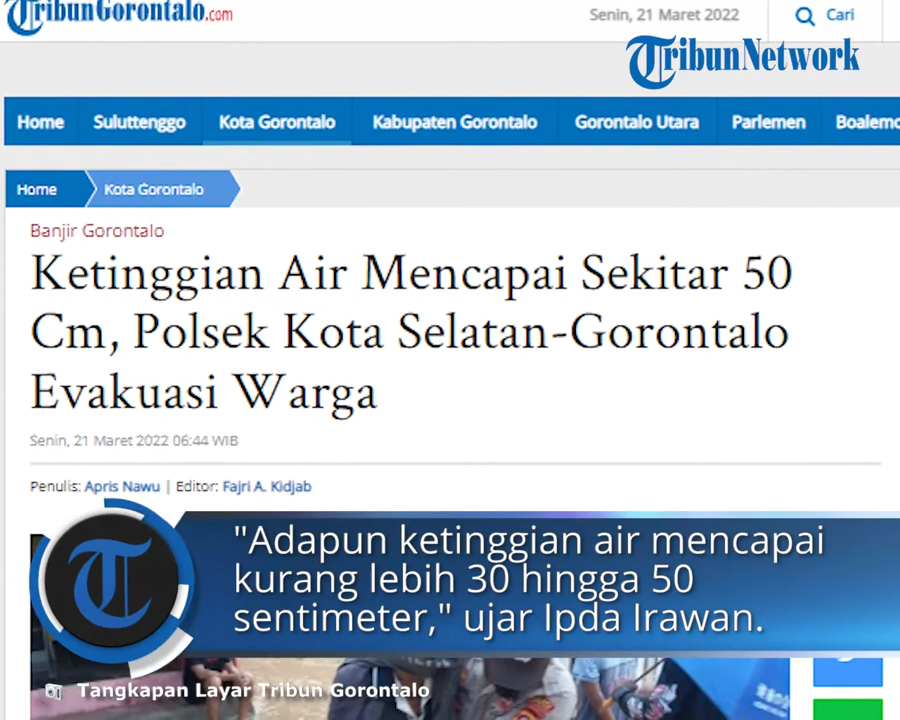 TribunGorontalo.com
Senin, 21 Maret 2022
Cari
TribunNetwork
Home
Suluttenggo
Kota Gorontalo
Kabupaten Gorontalo
Gorontalo Utara
Parlemen
Boalemo
Home
Kota Gorontalo
Banjir Gorontalo
Ketinggian Air Mencapai Sekitar 50
Cm, Polsek Kota Selatan-Gorontalo
Evakuasi Warga
Senin, 21 Maret 2022 06:44 WIB
Penulis: Apris Nawu | Editor: Fajri A. Kidjab
T
"Adapun ketinggian air mencapai
kurang lebih 30 hingga 50
sentimeter," ujar Ipda Irawan.
Tangkapan Layar Tribun Gorontalo